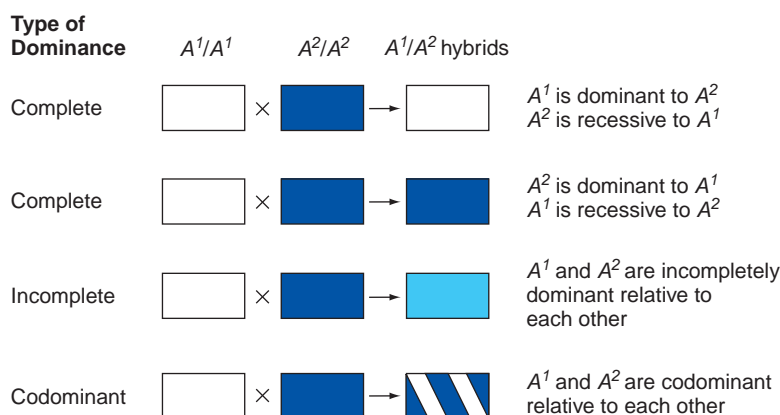 Type of
Dominance A¹/A¹ A²/A² A¹/A² hybrids
Complete × → A¹ is dominant to A²
A² is recessive to A¹
Complete × → A² is dominant to A¹
A¹ is recessive to A²
Incomplete × → A¹ and A² are incompletely
dominant relative to
each other
Codominant × → A¹ and A² are codominant
relative to each other